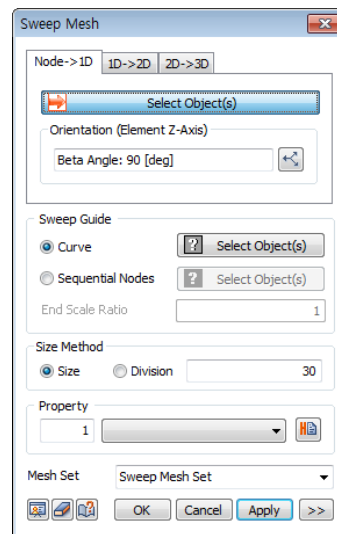 Sweep Mesh
Node->1D 1D->2D 2D->3D
Select Object(s)
Orientation (Element Z-Axis)
Beta Angle: 90 [deg]
Sweep Guide
Curve ? Select Object(s)
Sequential Nodes ? Select Object(s)
End Scale Ratio 1
Size Method
Size Division 30
Property
1
Mesh Set Sweep Mesh Set
OK Cancel Apply >>